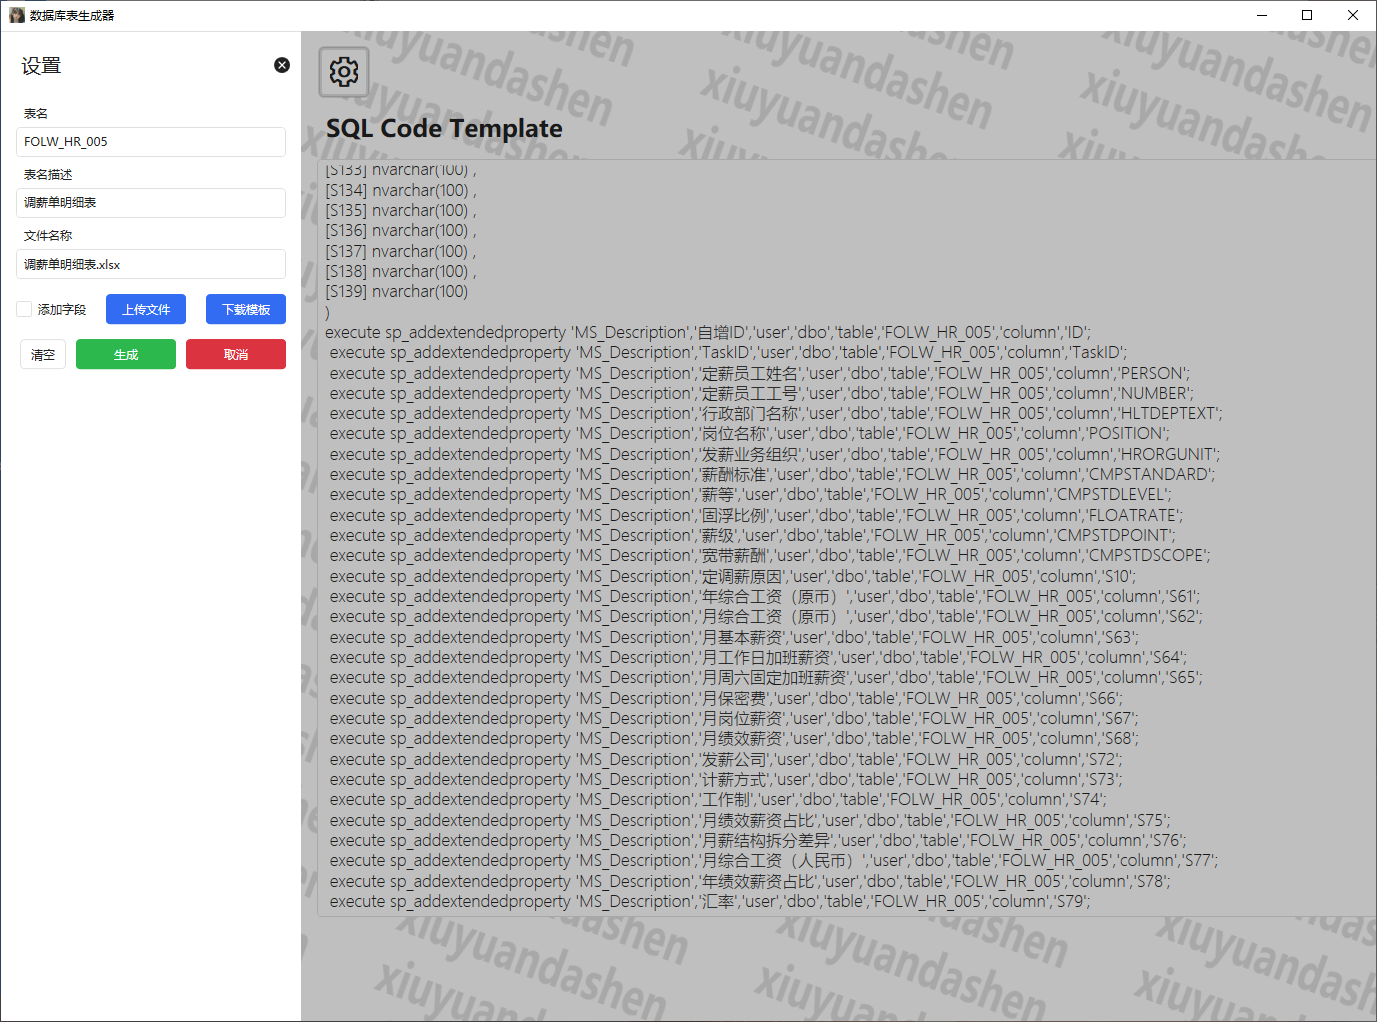 数据库表生成器
设置
表名
FOLW_HR_005
表名描述
调薪单明细表
文件名称
调薪单明细表.xlsx
添加字段
上传文件
下载模板
清空
生成
取消
SQL Code Template
[S133] nvarchar(100) ,
[S134] nvarchar(100) ,
[S135] nvarchar(100) ,
[S136] nvarchar(100) ,
[S137] nvarchar(100) ,
[S138] nvarchar(100) ,
[S139] nvarchar(100)
)
execute sp_addextendedproperty 'MS_Description','自增ID','user','dbo','table','FOLW_HR_005','column','ID';
execute sp_addextendedproperty 'MS_Description','TaskID','user','dbo','table','FOLW_HR_005','column','TaskID';
execute sp_addextendedproperty 'MS_Description','定薪员工姓名','user','dbo','table','FOLW_HR_005','column','PERSON';
execute sp_addextendedproperty 'MS_Description','定薪员工工号','user','dbo','table','FOLW_HR_005','column','NUMBER';
execute sp_addextendedproperty 'MS_Description','行政部门名称','user','dbo','table','FOLW_HR_005','column','HLTDEPTEXT';
execute sp_addextendedproperty 'MS_Description','岗位名称','user','dbo','table','FOLW_HR_005','column','POSITION';
execute sp_addextendedproperty 'MS_Description','发薪业务组织','user','dbo','table','FOLW_HR_005','column','HRORGUNIT';
execute sp_addextendedproperty 'MS_Description','薪酬标准','user','dbo','table','FOLW_HR_005','column','CMPSTANDARD';
execute sp_addextendedproperty 'MS_Description','薪等','user','dbo','table','FOLW_HR_005','column','CMPSTDLEVEL';
execute sp_addextendedproperty 'MS_Description','固浮比例','user','dbo','table','FOLW_HR_005','column','FLOATRATE';
execute sp_addextendedproperty 'MS_Description','薪级','user','dbo','table','FOLW_HR_005','column','CMPSTDPOINT';
execute sp_addextendedproperty 'MS_Description','宽带薪酬','user','dbo','table','FOLW_HR_005','column','CMPSTDSCOPE';
execute sp_addextendedproperty 'MS_Description','定调薪原因','user','dbo','table','FOLW_HR_005','column','S10';
execute sp_addextendedproperty 'MS_Description','年综合工资（原币）','user','dbo','table','FOLW_HR_005','column','S61';
execute sp_addextendedproperty 'MS_Description','月综合工资（原币）','user','dbo','table','FOLW_HR_005','column','S62';
execute sp_addextendedproperty 'MS_Description','月基本薪资','user','dbo','table','FOLW_HR_005','column','S63';
execute sp_addextendedproperty 'MS_Description','月工作日加班薪资','user','dbo','table','FOLW_HR_005','column','S64';
execute sp_addextendedproperty 'MS_Description','月周六固定加班薪资','user','dbo','table','FOLW_HR_005','column','S65';
execute sp_addextendedproperty 'MS_Description','月保密费','user','dbo','table','FOLW_HR_005','column','S66';
execute sp_addextendedproperty 'MS_Description','月岗位薪资','user','dbo','table','FOLW_HR_005','column','S67';
execute sp_addextendedproperty 'MS_Description','月绩效薪资','user','dbo','table','FOLW_HR_005','column','S68';
execute sp_addextendedproperty 'MS_Description','发薪公司','user','dbo','table','FOLW_HR_005','column','S72';
execute sp_addextendedproperty 'MS_Description','计薪方式','user','dbo','table','FOLW_HR_005','column','S73';
execute sp_addextendedproperty 'MS_Description','工作制','user','dbo','table','FOLW_HR_005','column','S74';
execute sp_addextendedproperty 'MS_Description','月绩效薪资占比','user','dbo','table','FOLW_HR_005','column','S75';
execute sp_addextendedproperty 'MS_Description','月薪结构拆分差异','user','dbo','table','FOLW_HR_005','column','S76';
execute sp_addextendedproperty 'MS_Description','月综合工资（人民币）','user','dbo','table','FOLW_HR_005','column','S77';
execute sp_addextendedproperty 'MS_Description','年绩效薪资占比','user','dbo','table','FOLW_HR_005','column','S78';
execute sp_addextendedproperty 'MS_Description','汇率','user','dbo','table','FOLW_HR_005','column','S79';
xiuyuandashen
xiuyuandashen
xiuyuandashen
xiuyuandashen
xiuyuandashen
xiuyuandashen
xiuyuandashen